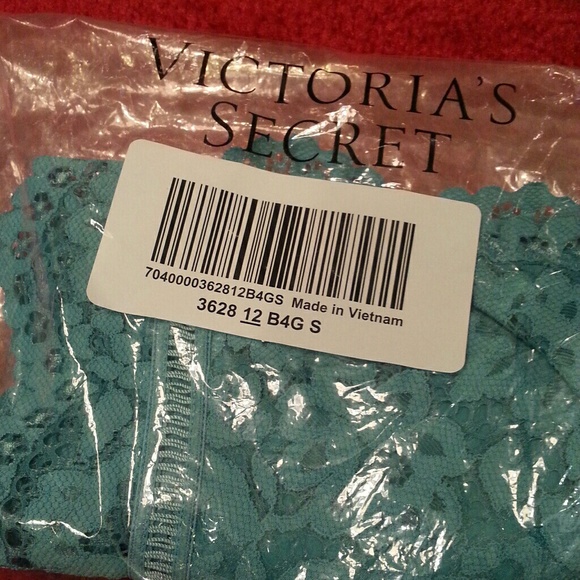 VICTORIA'S
SECRET
7040000362812B4GS Made in Vietnam
3628 12 B4G S